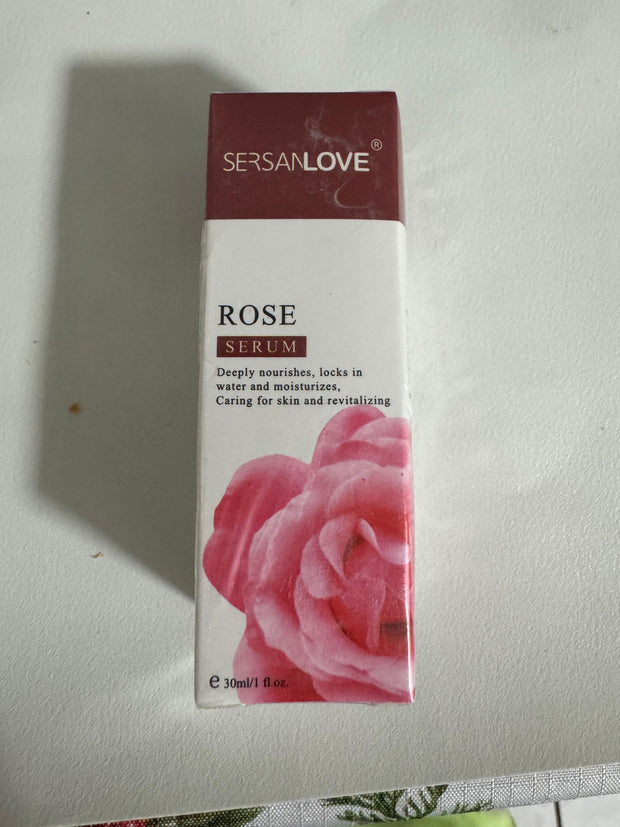 SERSANLOVE®
ROSE
SERUM
Deeply nourishes, locks in
water and moisturizes,
Caring for skin and revitalizing
e 30ml/1 fl.oz.